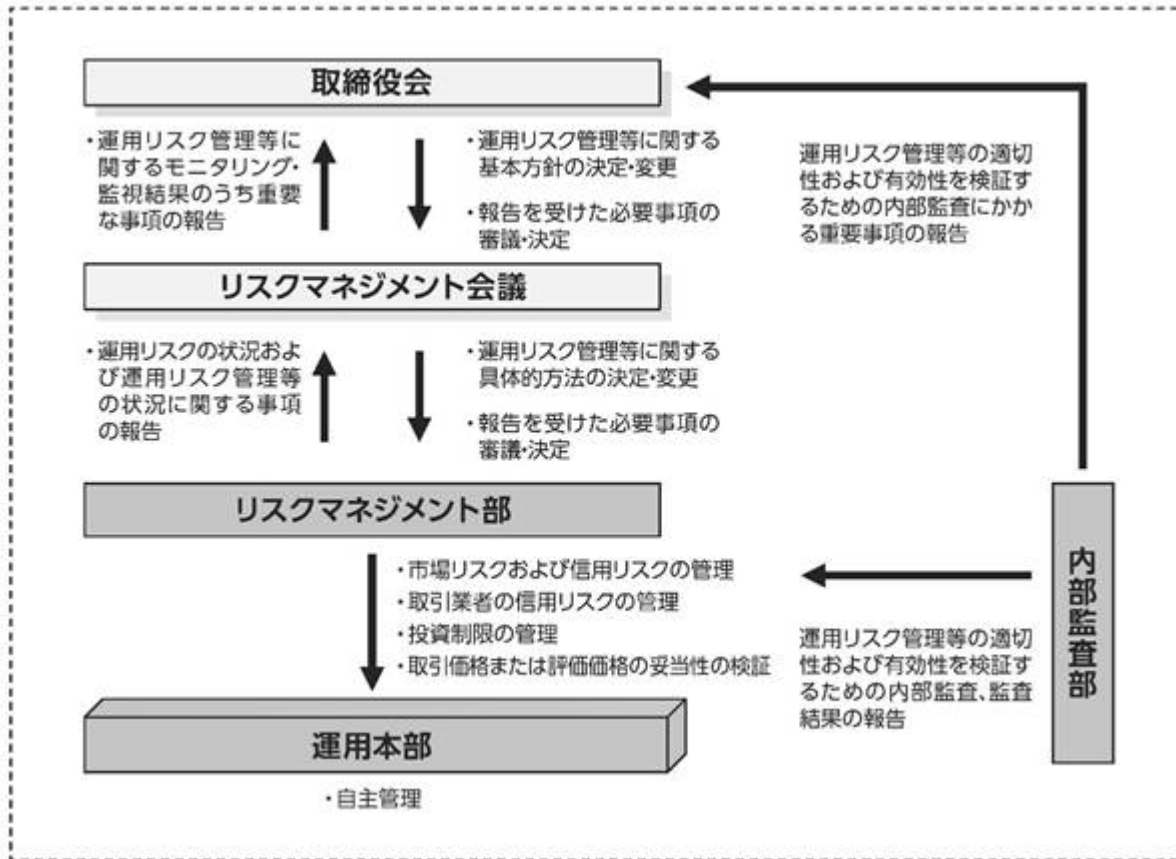 取締役会
・運用リスク管理等に
関するモニタリング・
監視結果のうち重要
な事項の報告
・運用リスク管理等に関する
基本方針の決定・変更
・報告を受けた必要事項の
審議・決定
運用リスク管理等の適切
性および有効性を検証す
るための内部監査にかか
る重要事項の報告
リスクマネジメント会議
・運用リスクの状況およ
び運用リスク管理等
の状況に関する事項
の報告
・運用リスク管理等に関する
具体的方法の決定・変更
・報告を受けた必要事項の
審議・決定
リスクマネジメント部
・市場リスクおよび信用リスクの管理
・取引業者の信用リスクの管理
・投資制限の管理
・取引価格または評価価格の妥当性の検証
運用リスク管理等の適切
性および有効性を検証す
るための内部監査、監査
結果の報告
内部監査部
運用本部
・自主管理